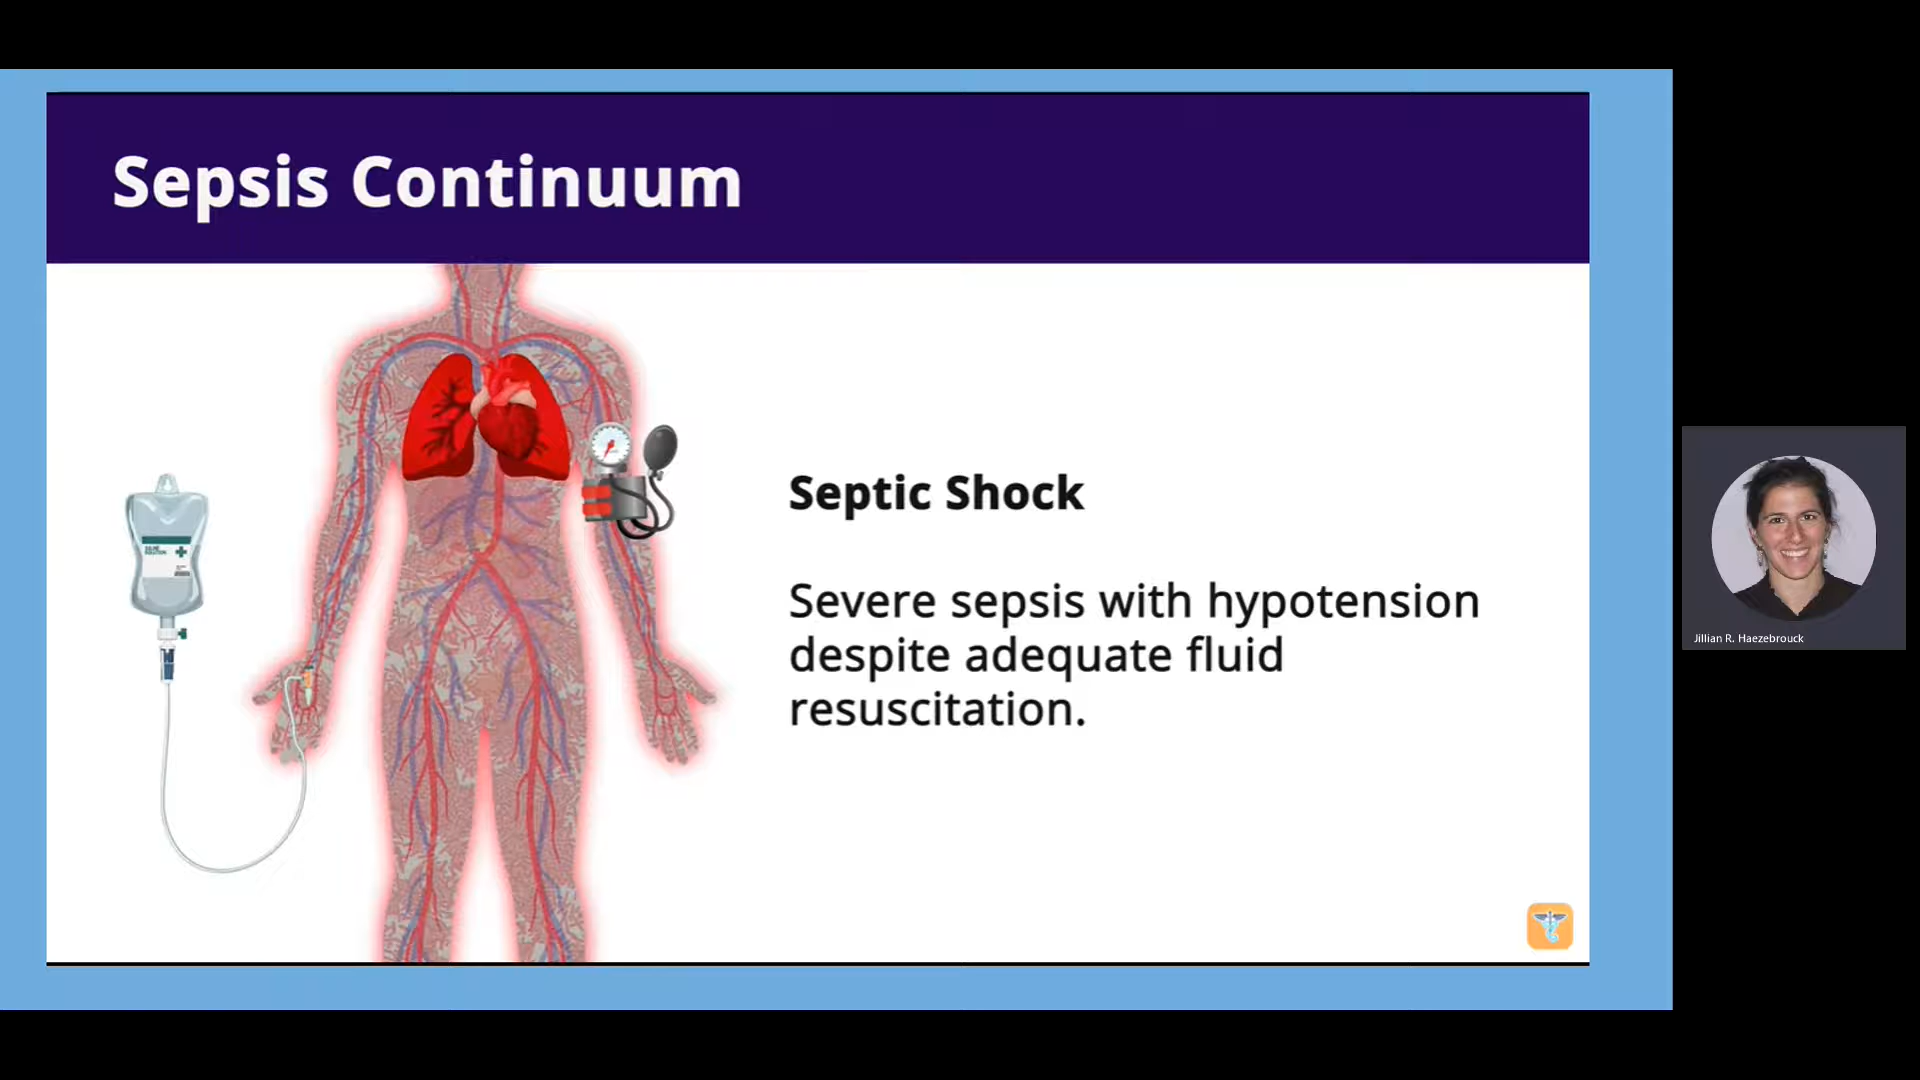 Sepsis Continuum
Septic Shock
Severe sepsis with hypotension
despite adequate fluid
resuscitation.
Jillian R. Haezebrouck